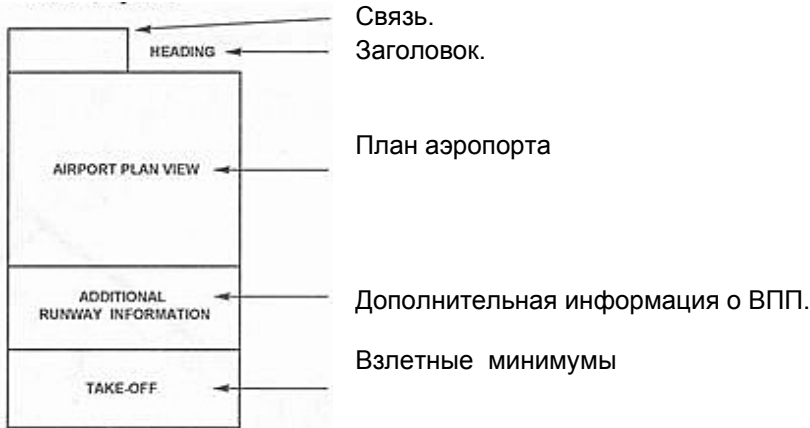 Связь.
HEADING
Заголовок.
AIRPORT PLAN VIEW
План аэропорта
ADDITIONAL
RUNWAY INFORMATION
Дополнительная информация о ВПП.
TAKE-OFF
Взлетные минимумы